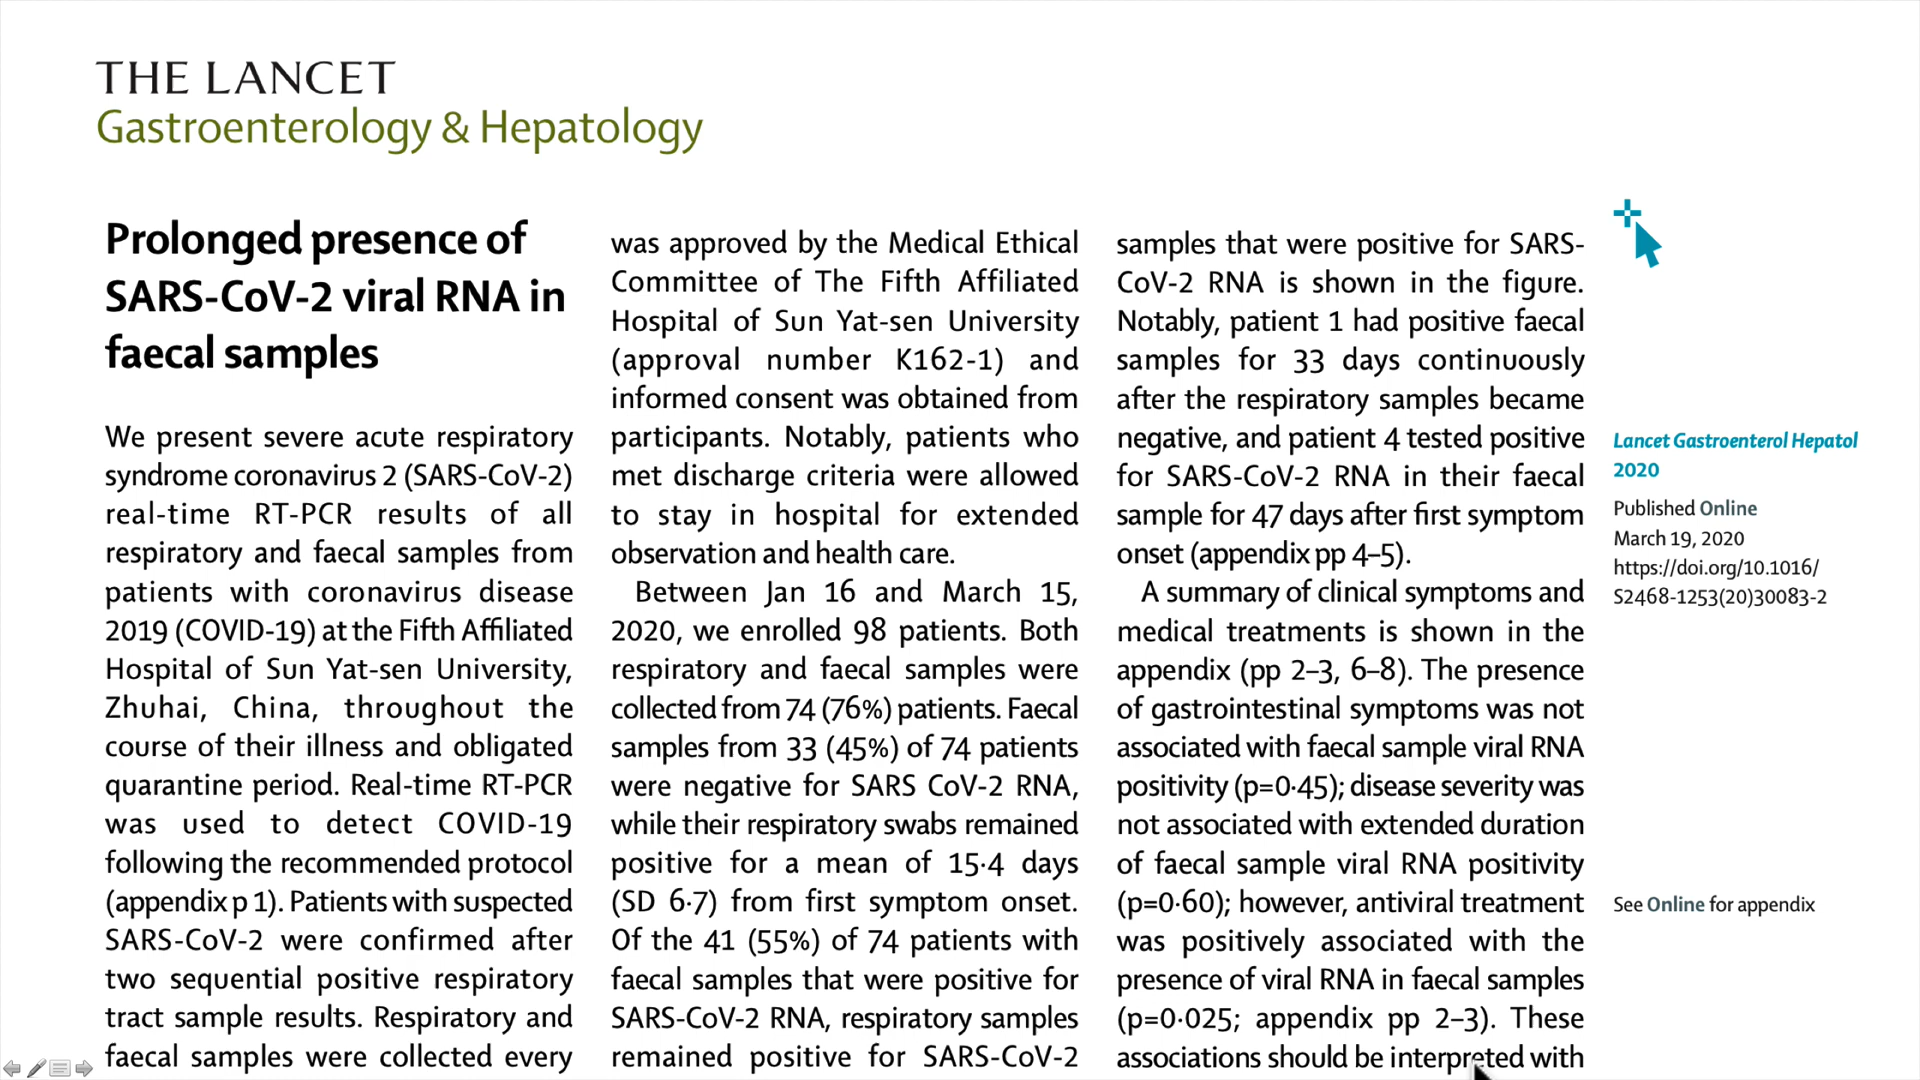 THE LANCET
Gastroenterology & Hepatology
Prolonged presence of
SARS-CoV-2 viral RNA in
faecal samples
We present severe acute respiratory
syndrome coronavirus 2 (SARS-CoV-2)
real-time RT-PCR results of all
respiratory and faecal samples from
patients with coronavirus disease
2019 (COVID-19) at the Fifth Affiliated
Hospital of Sun Yat-sen University,
Zhuhai, China, throughout the
course of their illness and obligated
quarantine period. Real-time RT-PCR
was used to detect COVID-19
following the recommended protocol
(appendix p 1). Patients with suspected
SARS-CoV-2 were confirmed after
two sequential positive respiratory
tract sample results. Respiratory and
faecal samples were collected every
was approved by the Medical Ethical
Committee of The Fifth Affiliated
Hospital of Sun Yat-sen University
(approval number K162-1) and
informed consent was obtained from
participants. Notably, patients who
met discharge criteria were allowed
to stay in hospital for extended
observation and health care.
Between Jan 16 and March 15,
2020, we enrolled 98 patients. Both
respiratory and faecal samples were
collected from 74 (76%) patients. Faecal
samples from 33 (45%) of 74 patients
were negative for SARS CoV-2 RNA,
while their respiratory swabs remained
positive for a mean of 15·4 days
(SD 6·7) from first symptom onset.
Of the 41 (55%) of 74 patients with
faecal samples that were positive for
SARS-CoV-2 RNA, respiratory samples
remained positive for SARS-CoV-2
samples that were positive for SARS-
CoV-2 RNA is shown in the figure.
Notably, patient 1 had positive faecal
samples for 33 days continuously
after the respiratory samples became
negative, and patient 4 tested positive
for SARS-CoV-2 RNA in their faecal
sample for 47 days after first symptom
onset (appendix pp 4–5).
A summary of clinical symptoms and
medical treatments is shown in the
appendix (pp 2–3, 6–8). The presence
of gastrointestinal symptoms was not
associated with faecal sample viral RNA
positivity (p=0·45); disease severity was
not associated with extended duration
of faecal sample viral RNA positivity
(p=0·60); however, antiviral treatment
was positively associated with the
presence of viral RNA in faecal samples
(p=0·025; appendix pp 2–3). These
associations should be interpreted with
Lancet Gastroenterol Hepatol
2020
Published Online
March 19, 2020
https://doi.org/10.1016/
S2468-1253(20)30083-2
See Online for appendix